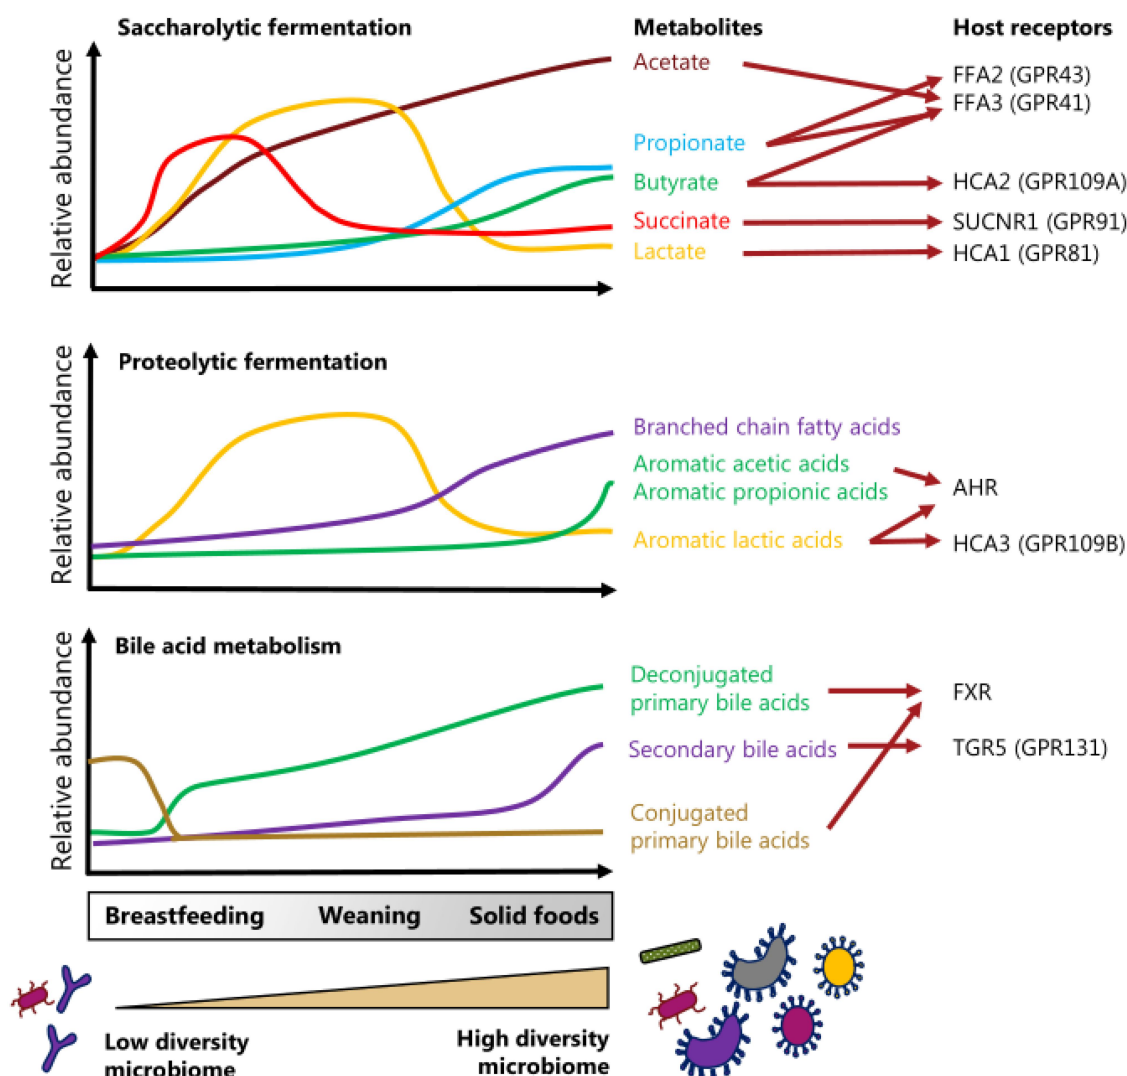 Saccharolytic fermentation
Metabolites
Host receptors
Relative abundance
Acetate
Propionate
Butyrate
Succinate
Lactate
FFA2 (GPR43)
FFA3 (GPR41)
HCA2 (GPR109A)
SUCNR1 (GPR91)
HCA1 (GPR81)
Proteolytic fermentation
Relative abundance
Branched chain fatty acids
Aromatic acetic acids
Aromatic propionic acids
Aromatic lactic acids
AHR
HCA3 (GPR109B)
Bile acid metabolism
Relative abundance
Deconjugated
primary bile acids
Secondary bile acids
Conjugated
primary bile acids
FXR
TGR5 (GPR131)
Breastfeeding Weaning Solid foods
Low diversity
microbiome
High diversity
microbiome